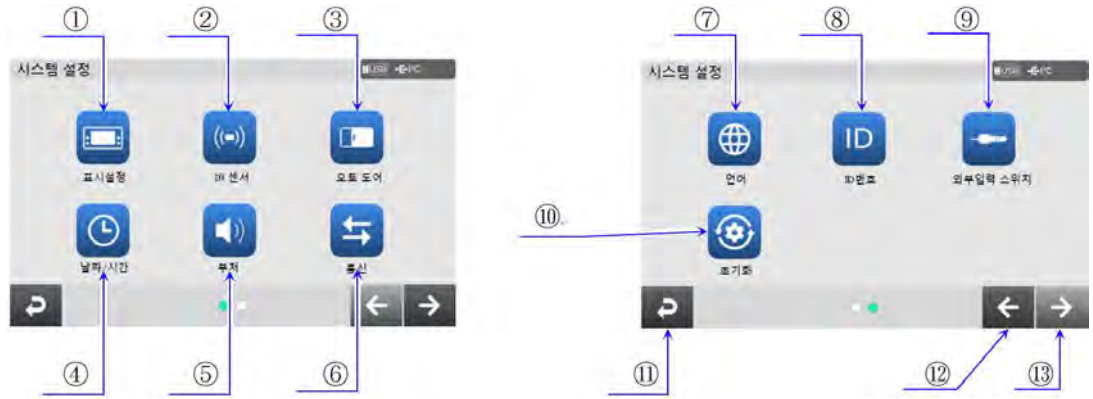 ① ② ③ ⑦ ⑧ ⑨
시스템 설정 USB PC 시스템 설정 USB PC
ID
표시설정 IR 센서 오토 도어 언어 ID번호 외부입력 스위치
⑩
날짜/시간 부저 통신 초기화
④ ⑤ ⑥ ⑪ ⑫ ⑬